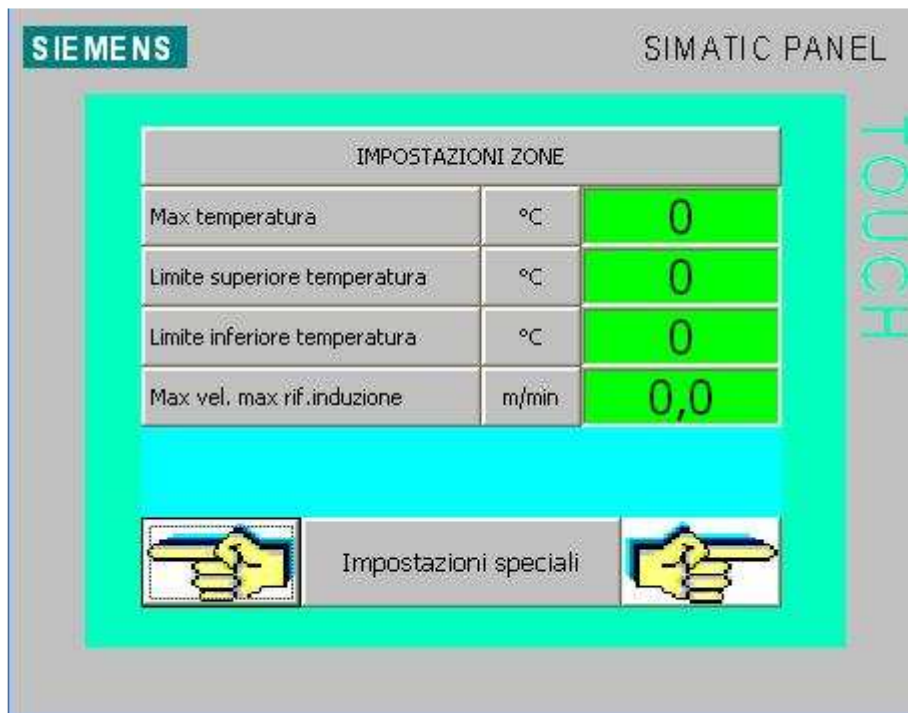 SIEMENS
SIMATIC PANEL
TOUCH
IMPOSTAZIONI ZONE
Max temperatura °C 0
Limite superiore temperatura °C 0
Limite inferiore temperatura °C 0
Max vel. max rif.induzione m/min 0,0
Impostazioni speciali